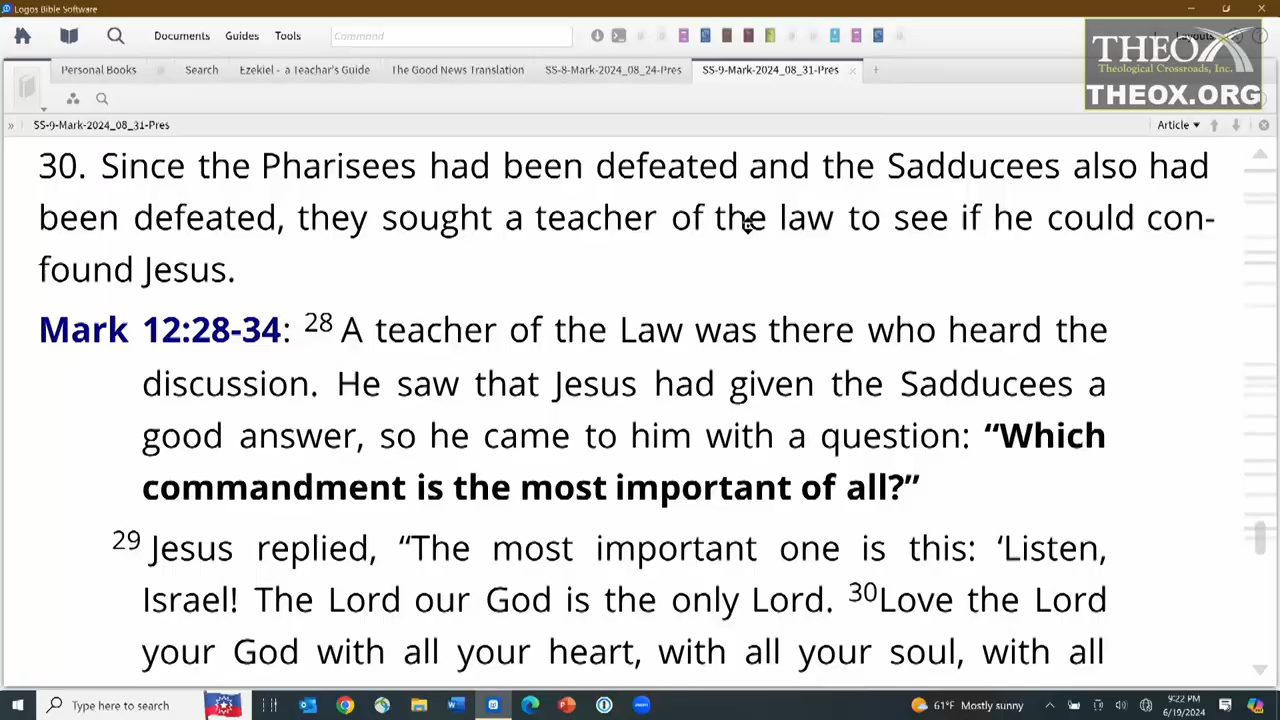 Logos Bible Software
Documents Guides Tools Command
THEOX
Theological Crossroads, Inc.
THEOX.ORG
Personal Books Search Ezekiel - a Teacher's Guide SS-8-Mark-2024_08_24-Pres SS-9-Mark-2024_08_31-Pres
SS-9-Mark-2024_08_31-Pres Article
30. Since the Pharisees had been defeated and the Sadducees also had
been defeated, they sought a teacher of the law to see if he could con-
found Jesus.
Mark 12:28-34: 28 A teacher of the Law was there who heard the
discussion. He saw that Jesus had given the Sadducees a
good answer, so he came to him with a question: “Which
commandment is the most important of all?”
29 Jesus replied, “The most important one is this: ‘Listen,
Israel! The Lord our God is the only Lord. 30Love the Lord
your God with all your heart, with all your soul, with all
Type here to search 61°F Mostly sunny 9:22 PM
6/19/2024